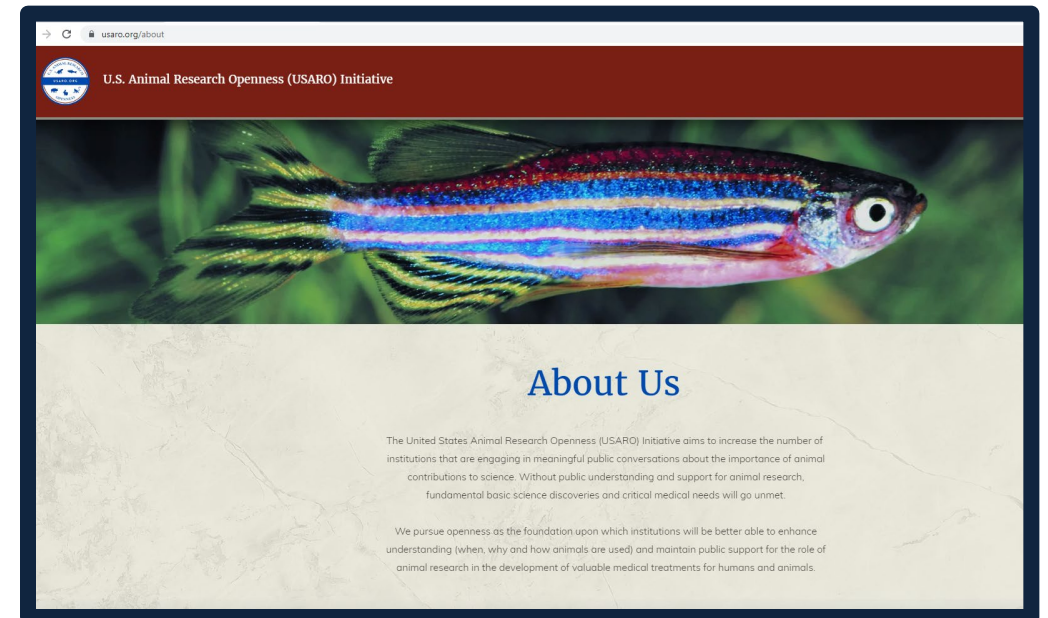 usaro.org/about
U.S. ANIMAL RESEARCH
USARO.ORG
OPENNESS
U.S. Animal Research Openness (USARO) Initiative
About Us
The United States Animal Research Openness (USARO) Initiative aims to increase the number of
institutions that are engaging in meaningful public conversations about the importance of animal
contributions to science. Without public understanding and support for animal research,
fundamental basic science discoveries and critical medical needs will go unmet.
We pursue openness as the foundation upon which institutions will be better able to enhance
understanding (when, why and how animals are used) and maintain public support for the role of
animal research in the development of valuable medical treatments for humans and animals.